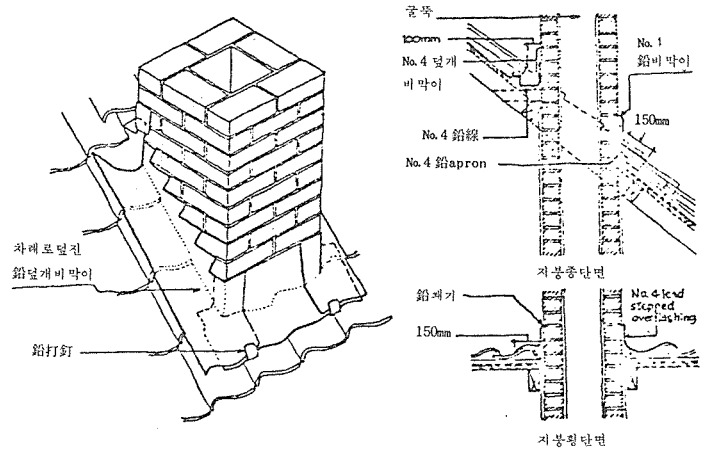 굴뚝
100mm
No.4 덮개
비막이
No.1
鉛비막이
150mm
No.4 鉛線
No.4 鉛apron
지붕종단면
차례로덮진
鉛덮개비막이
鉛打釘
鉛재기
150mm
No.4 lead
stepped
overflashing
지붕횡단면